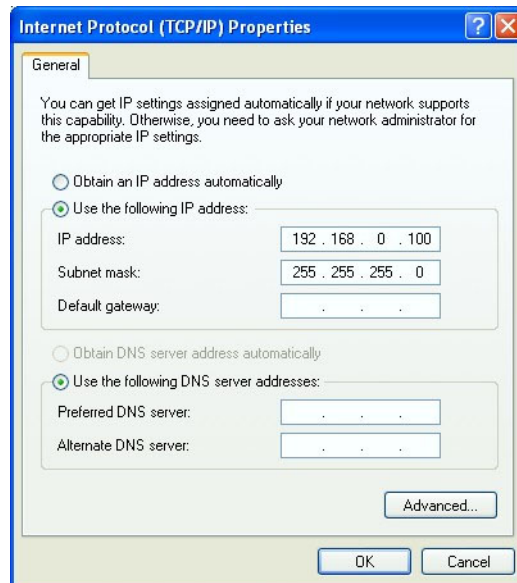 Internet Protocol (TCP/IP) Properties
General
You can get IP settings assigned automatically if your network supports
this capability. Otherwise, you need to ask your network administrator for
the appropriate IP settings.
Obtain an IP address automatically
Use the following IP address:
IP address: 192 . 168 . 0 . 100
Subnet mask: 255 . 255 . 255 . 0
Default gateway: . . .
Obtain DNS server address automatically
Use the following DNS server addresses:
Preferred DNS server: . . .
Alternate DNS server: . . .
Advanced...
OK Cancel